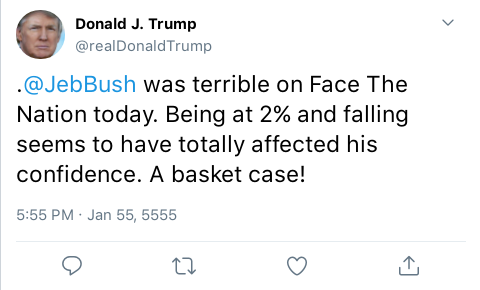 Donald J. Trump
@realDonaldTrump
.@JebBush was terrible on Face The
Nation today. Being at 2% and falling
seems to have totally affected his
confidence. A basket case!
5:55 PM · Jan 55, 5555